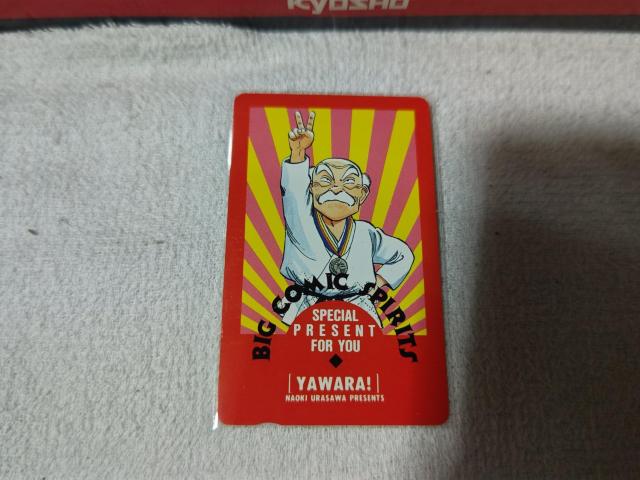 KYOSHO
BIG COMIC SPIRITS
SPECIAL
PRESENT
FOR YOU
[YAWARA!]
NAOKI URASAWA PRESENTS